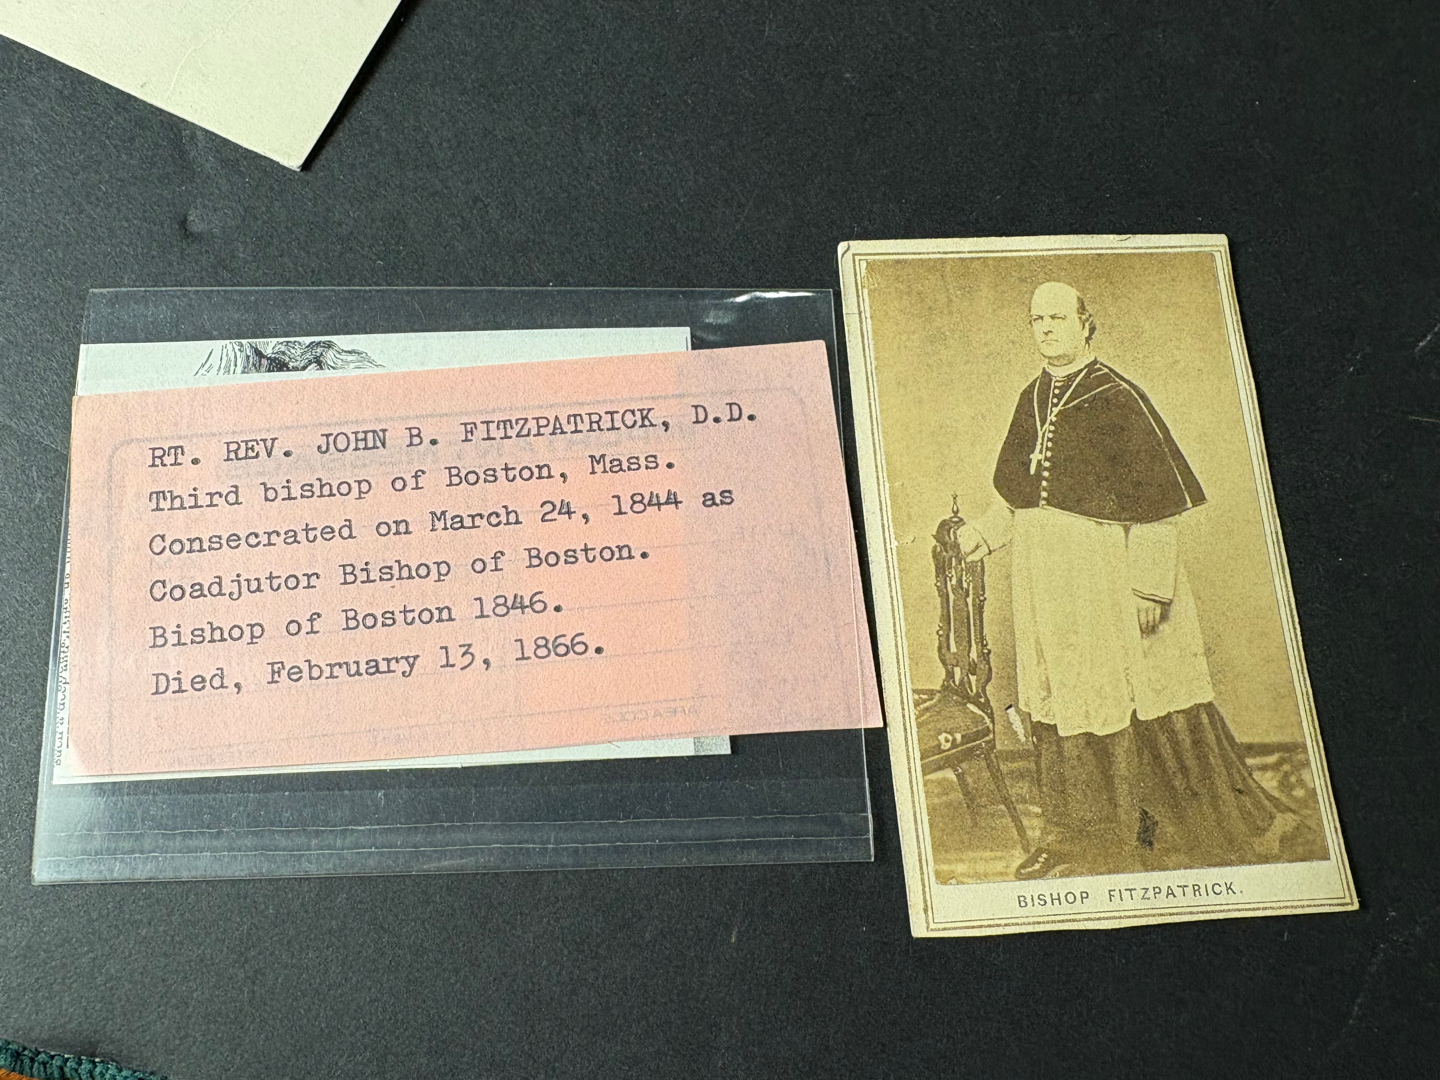 RT. REV. JOHN B. FITZPATRICK, D.D.
Third bishop of Boston, Mass.
Consecrated on March 24, 1844 as
Coadjutor Bishop of Boston.
Bishop of Boston 1846.
Died, February 13, 1866.
BISHOP FITZPATRICK.